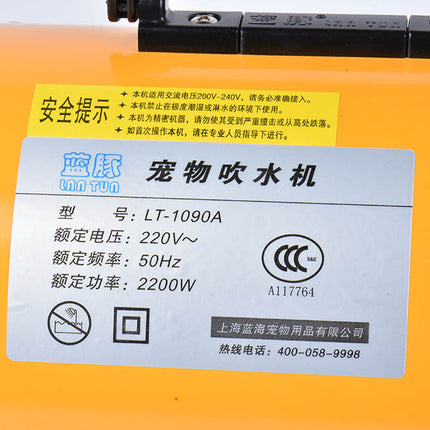 蓝豚
LAN TUN
安全提示
●本机适用交流电压200V-240V,请务必准确接入。
●本机禁止在极度潮湿或淋水的环境下使用。
●本机为精密机器,请勿使其受到严重撞击或从高处跌落。
●如首次操作本机,请在专业人员指导下进行。
蓝豚
LAN TUN
宠物吹水机
型 号: LT-1090A
额定电压: 220V～
额定频率: 50Hz
额定功率: 2200W
CCC S&E
A117764
上海蓝海宠物用品有限公司
热线电话: 400-058-9998